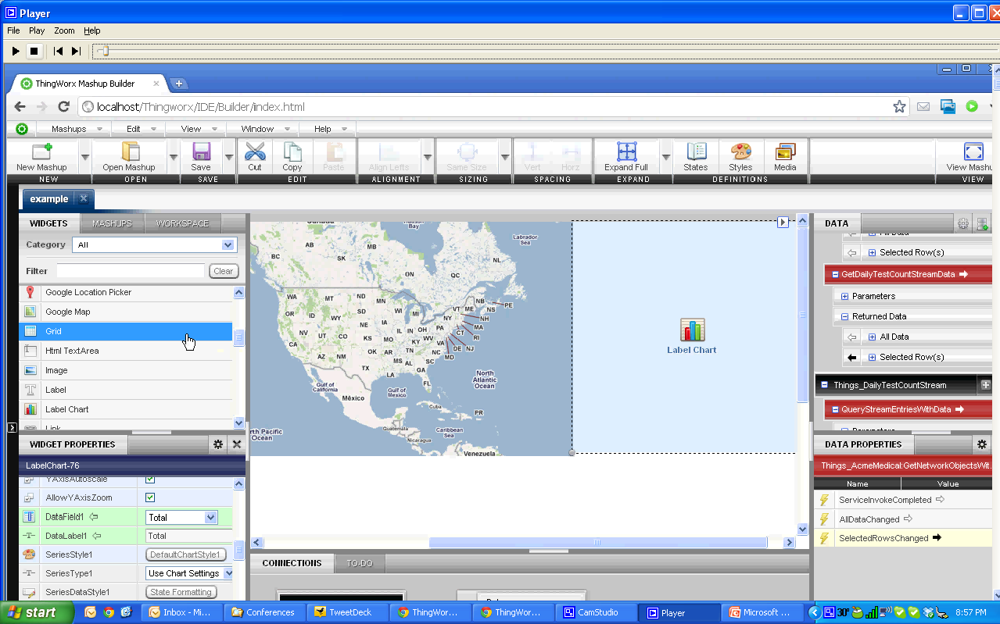 Player
File Play Zoom Help
ThingWorx Mashup Builder
localhost/Thingworx/IDE/Builder/index.html
Mashups Edit View Window Help
New Mashup Open Mashup Save Cut Copy Paste Align Lefts Same Size Vert Horz Expand Full States Styles Media View Mashu
NEW OPEN SAVE EDIT ALIGNMENT SIZING SPACING EXPAND DEFINITIONS VIEW
example
WIDGETS MASHUPS WORKSPACE
Category All
Filter Clear
Google Location Picker
Google Map
Grid
Html TextArea
Image
Label
Label Chart
Link
WIDGET PROPERTIES
LabelChart-76
YAxisAutoscale
AllowYAxisZoom
DataField1 Total
DataLabel1 Total
SeriesStyle1 DefaultChartStyle1
SeriesType1 Use Chart Settings
SeriesDataStyle1 State Formatting
Canada
Hudson Bay
Labrador Sea
BC AB SK MB ON QC
NB PE NS
WA MT ND MN
OR ID WY SD WI MI NY VT ME NH
NV UT NE IA IL IN OH PA CT MA RI
CA CO KS MO KY WV VA NJ DE MD
AZ NM OK AR TN NC
TX MS AL SC
LA GA
FL
North Atlantic Ocean
Gulf of California
Gulf of Mexico
México
Cuba
PR
Guatemala
Caribbean Sea
Nicaragua
rth Pacific Ocean
Venezuela
Label Chart
CONNECTIONS TO-DO
DATA
All Data
Selected Row(s)
GetDailyTestCountStreamData
Parameters
Returned Data
All Data
Selected Row(s)
Things_DailyTestCountStream
QueryStreamEntriesWithData
Parameters
DATA PROPERTIES
Things_AcmeMedical:GetNetworkObjectsWit...
Name Value
ServiceInvokeCompleted
AllDataChanged
SelectedRowsChanged
start Inbox - Mi... Conferences TweetDeck ThingWor... ThingWor... CamStudio Player Microsoft ... 30° 8:57 PM